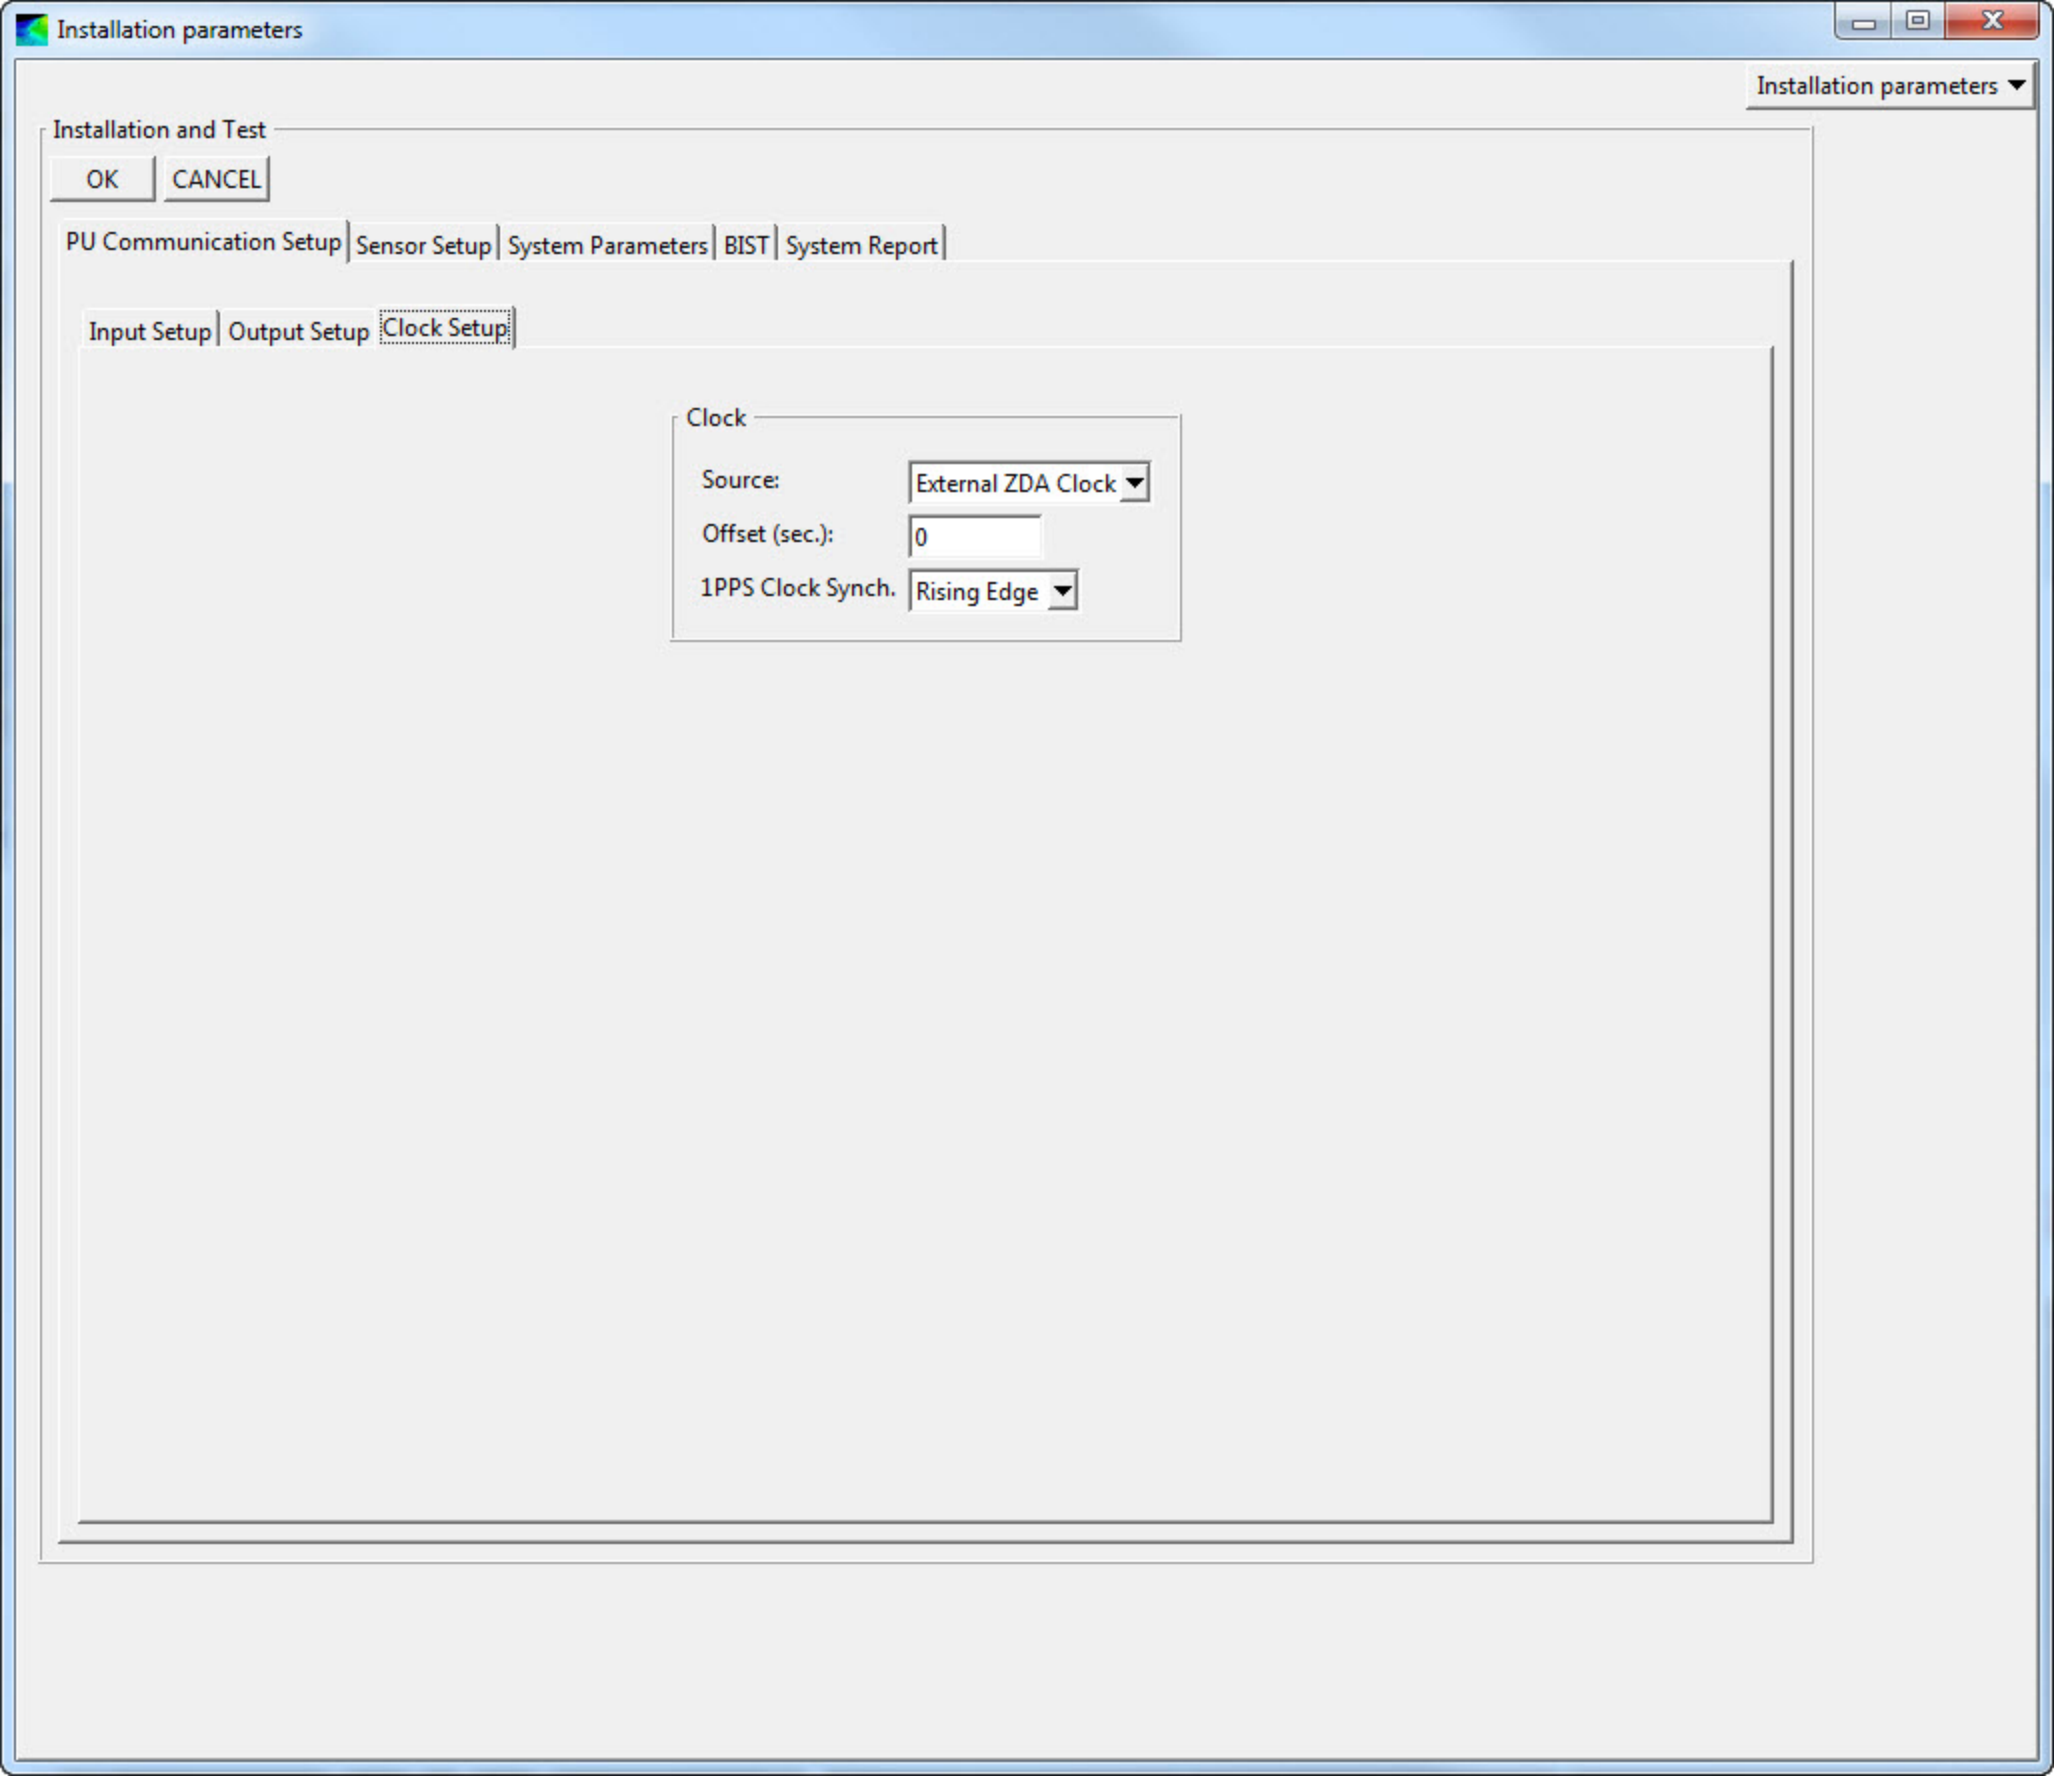 Installation parameters
Installation parameters
Installation and Test
OK CANCEL
PU Communication Setup Sensor Setup System Parameters BIST System Report
Input Setup Output Setup Clock Setup
Clock
Source: External ZDA Clock
Offset (sec.): 0
1PPS Clock Synch. Rising Edge